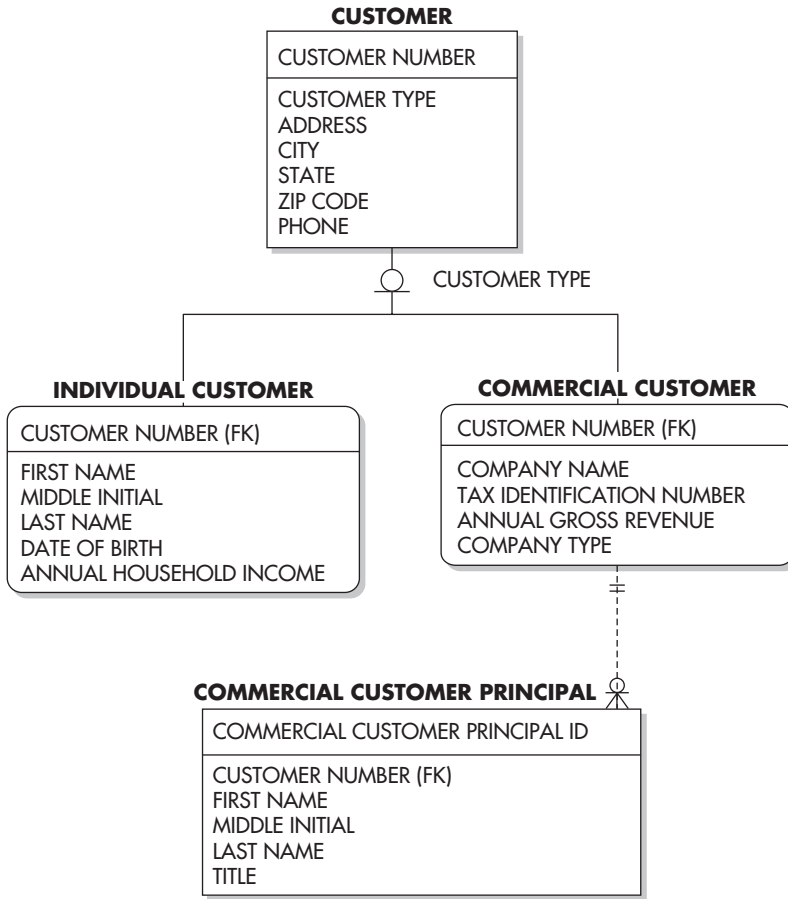 CUSTOMER
CUSTOMER NUMBER
CUSTOMER TYPE
ADDRESS
CITY
STATE
ZIP CODE
PHONE
CUSTOMER TYPE
INDIVIDUAL CUSTOMER
CUSTOMER NUMBER (FK)
FIRST NAME
MIDDLE INITIAL
LAST NAME
DATE OF BIRTH
ANNUAL HOUSEHOLD INCOME
COMMERCIAL CUSTOMER
CUSTOMER NUMBER (FK)
COMPANY NAME
TAX IDENTIFICATION NUMBER
ANNUAL GROSS REVENUE
COMPANY TYPE
COMMERCIAL CUSTOMER PRINCIPAL
COMMERCIAL CUSTOMER PRINCIPAL ID
CUSTOMER NUMBER (FK)
FIRST NAME
MIDDLE INITIAL
LAST NAME
TITLE